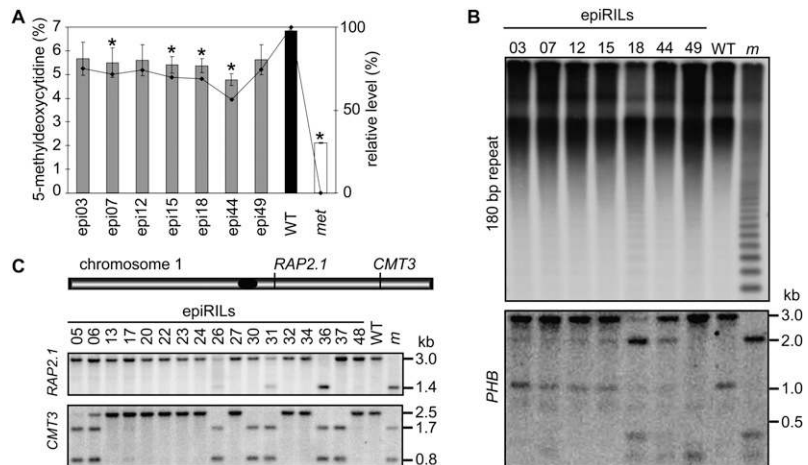 A
5-methyldeoxycytidine (%)
7
6
5
4
3
2
1
0
100
75
50
25
0
relative level (%)
* * * * *
epi03
epi07
epi12
epi15
epi18
epi44
epi49
WT
met
B
epiRILs
03 07 12 15 18 44 49 WT m
180 bp repeat
kb
3.0
2.0
1.0
0.5
PHB
C
chromosome 1 RAP2.1 CMT3
epiRILs
05 06 13 17 20 22 23 24 26 27 30 31 32 34 36 37 48 WT m
kb
RAP2.1
3.0
1.4
CMT3
2.5
1.7
0.8